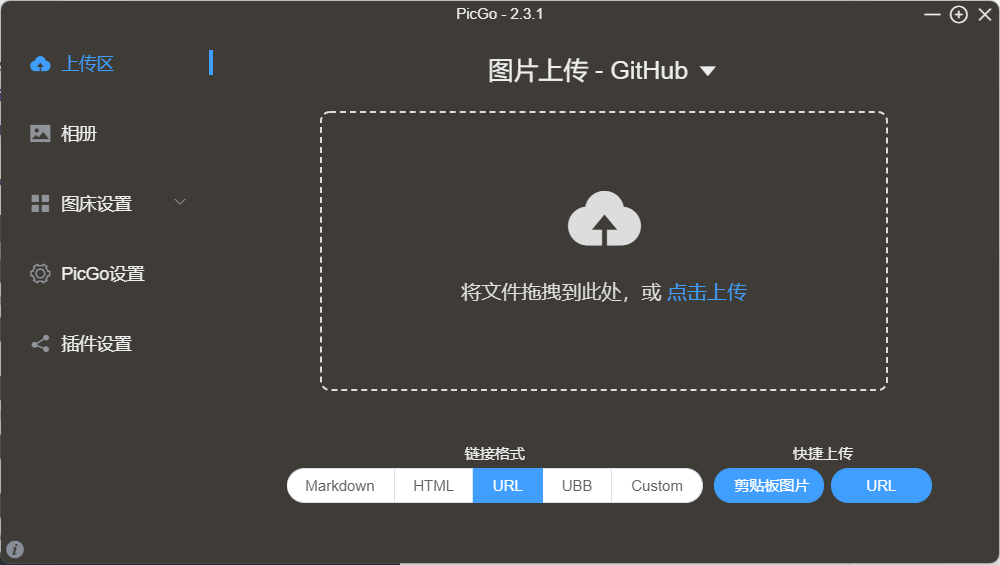 PicGo - 2.3.1
上传区
相册
图床设置
PicGo设置
插件设置
图片上传 - GitHub
将文件拖拽到此处，或 点击上传
链接格式
Markdown HTML URL UBB Custom
快捷上传
剪贴板图片 URL